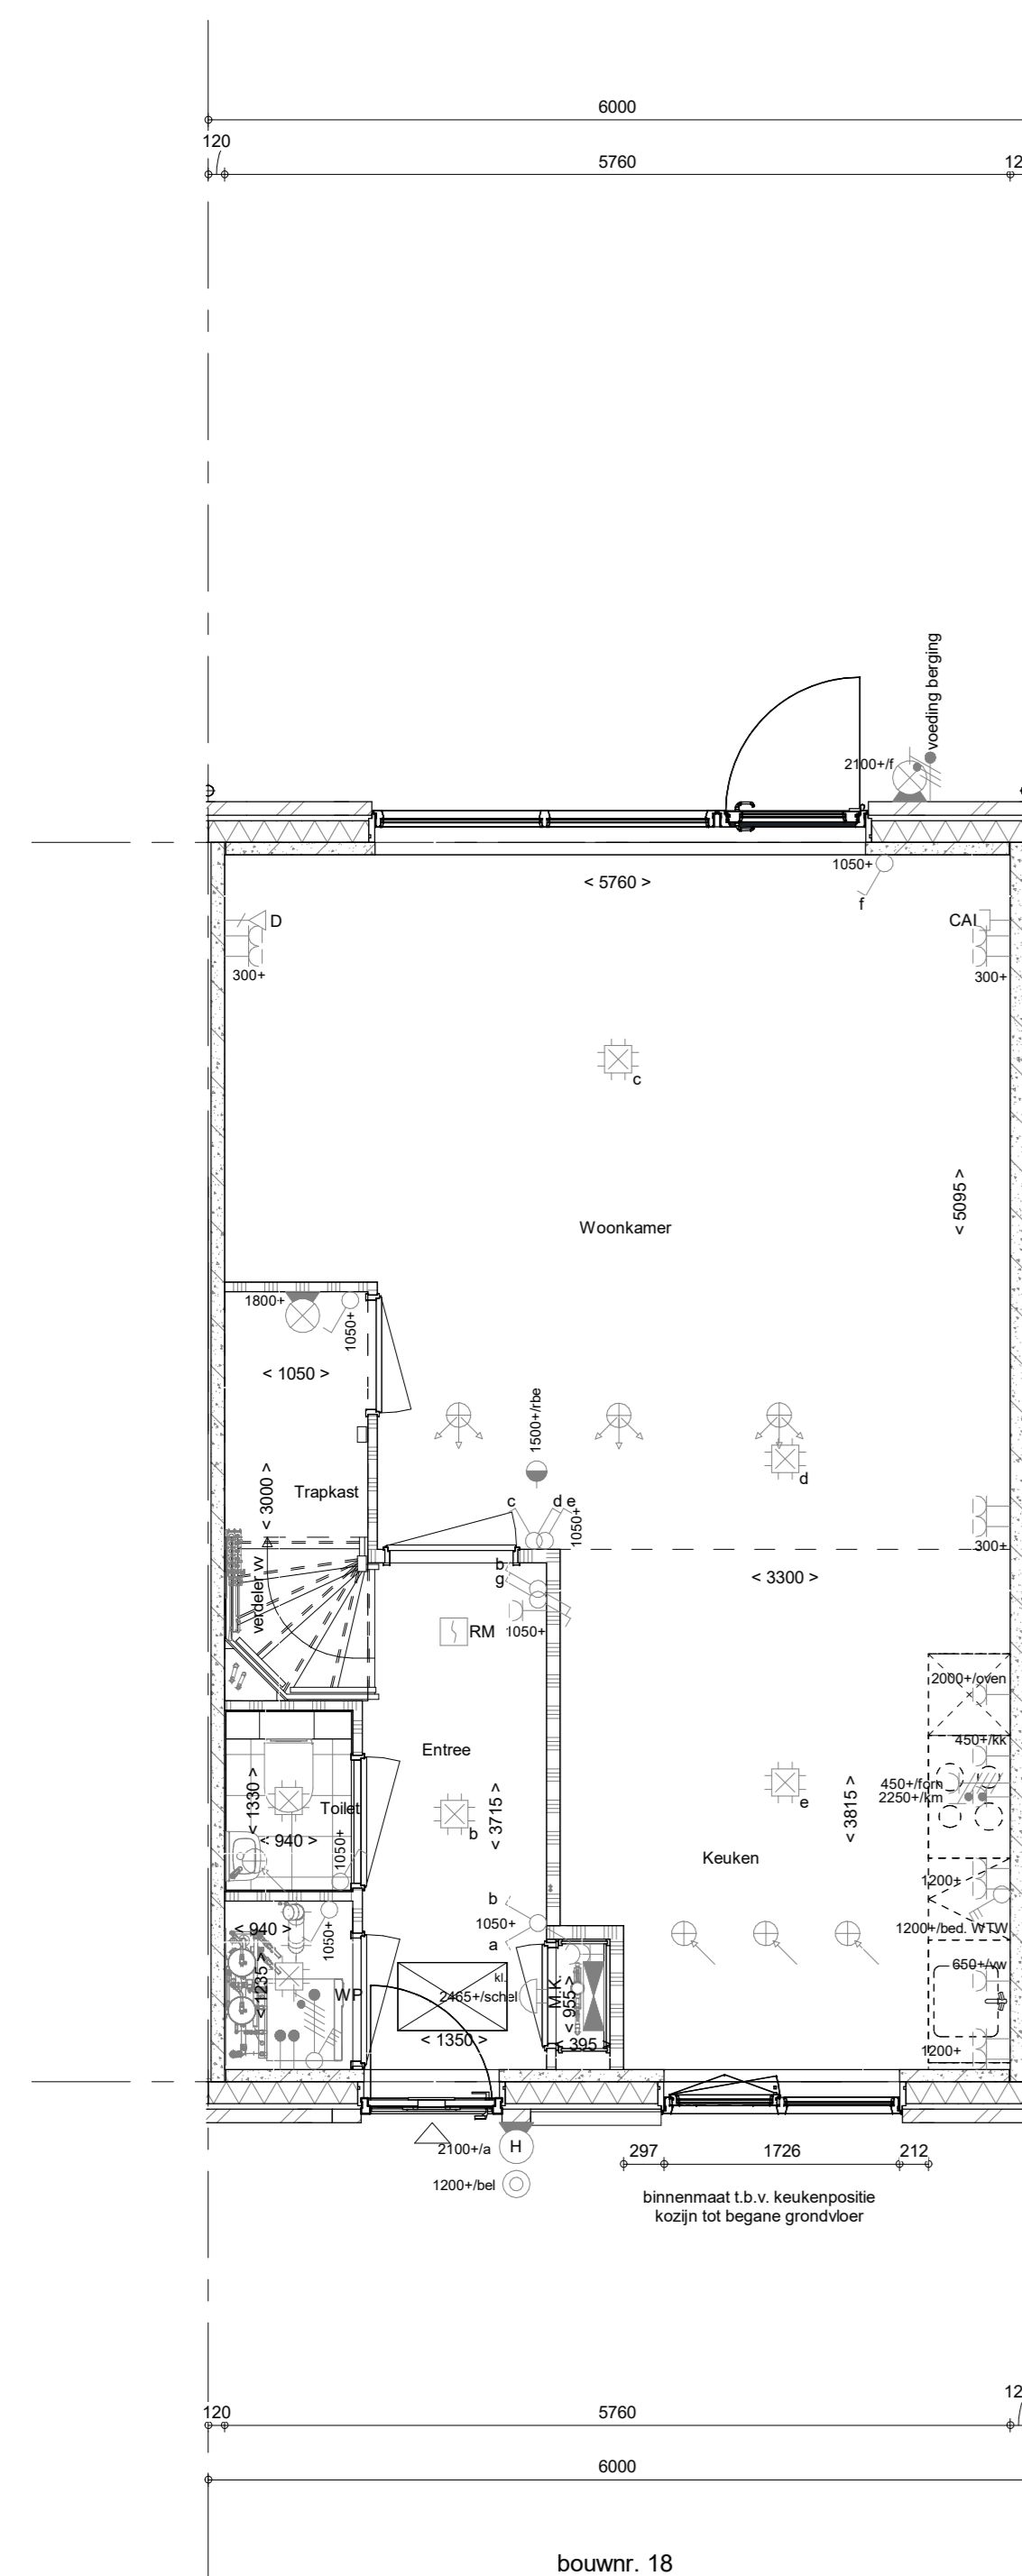 6000
120
5760
12
voeding berging
2100+/f
1050+
< 5760 >
f
D
CAI
300+
300+
c
< 5095 >
Woonkamer
1800+
1050+
< 1050 >
1500+/rbe
d
Trapkast
< 3000 >
c
d e
1050+
300+
verdeler vv
b
g
< 3300 >
1050+
RM
2000+/oven
450+/kk
Entree
450+/forn
2250+/km
< 1330 >
Toilet
e
< 3715 >
< 3815 >
b
< 940 >
1050+
Keuken
1200+
b
1050+
a
1200+/bed. WTW
< 940 >
1050+
650+/vw
kl.
2465+/schel
WP
< 1235 >
M.K.
< 955 >
< 1350 >
< 395 >
1200+
2100+/a
H
1200+/bel
297
1726
212
binnenmaat t.b.v. keukenpositie
kozijn tot begane grondvloer
12
120
5760
6000
bouwnr. 18